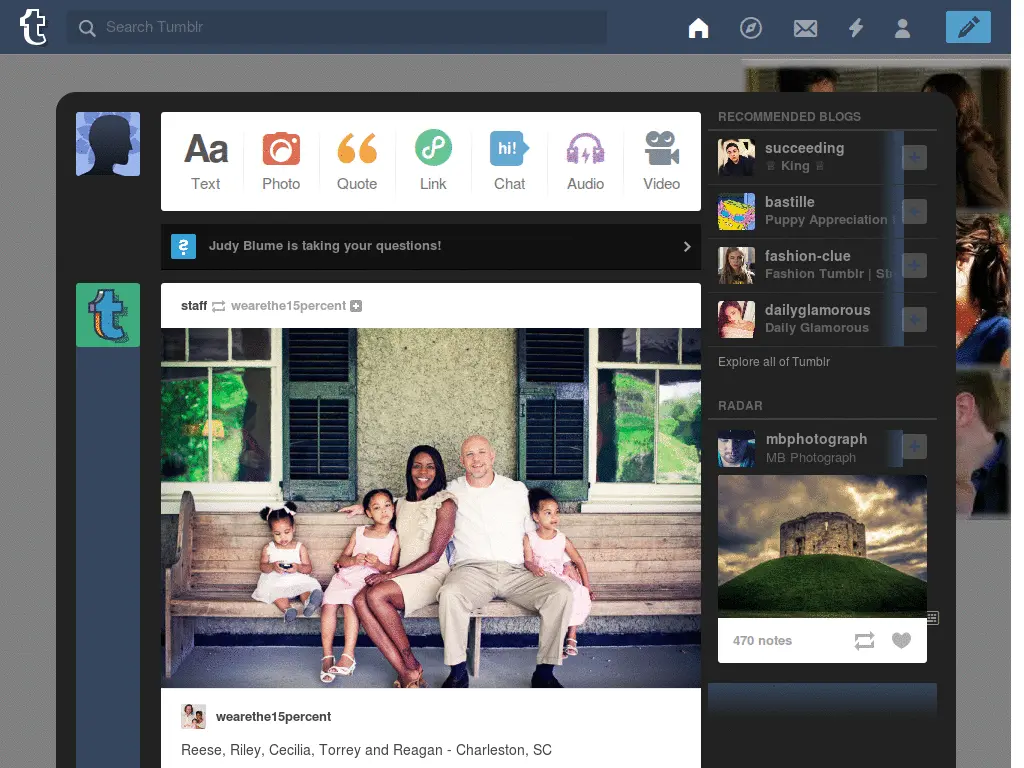 Search Tumblr
Aa
hi!
Text
Photo
Quote
Link
Chat
Audio
Video
Judy Blume is taking your questions!
staff wearethe15percent
wearethe15percent
Reese, Riley, Cecilia, Torrey and Reagan - Charleston, SC
RECOMMENDED BLOGS
succeeding
♕ King ♕
bastille
Puppy Appreciation
fashion-clue
Fashion Tumblr |
dailyglamorous
Daily Glamorous
Explore all of Tumblr
RADAR
mbphotograph
MB Photograph
470 notes